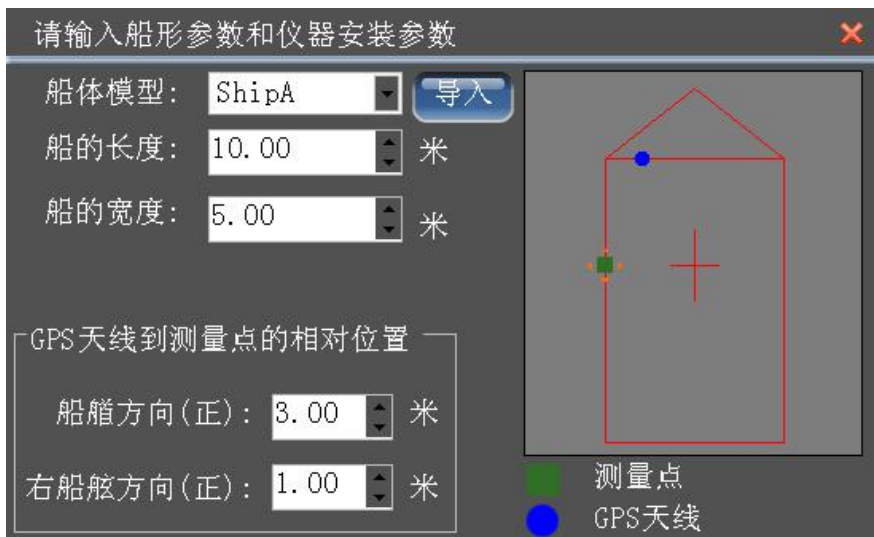 请输入船形参数和仪器安装参数
船体模型: ShipA 导入
船的长度: 10.00 米
船的宽度: 5.00 米
GPS天线到测量点的相对位置
船艏方向(正): 3.00 米
右船舷方向(正): 1.00 米
测量点
GPS天线